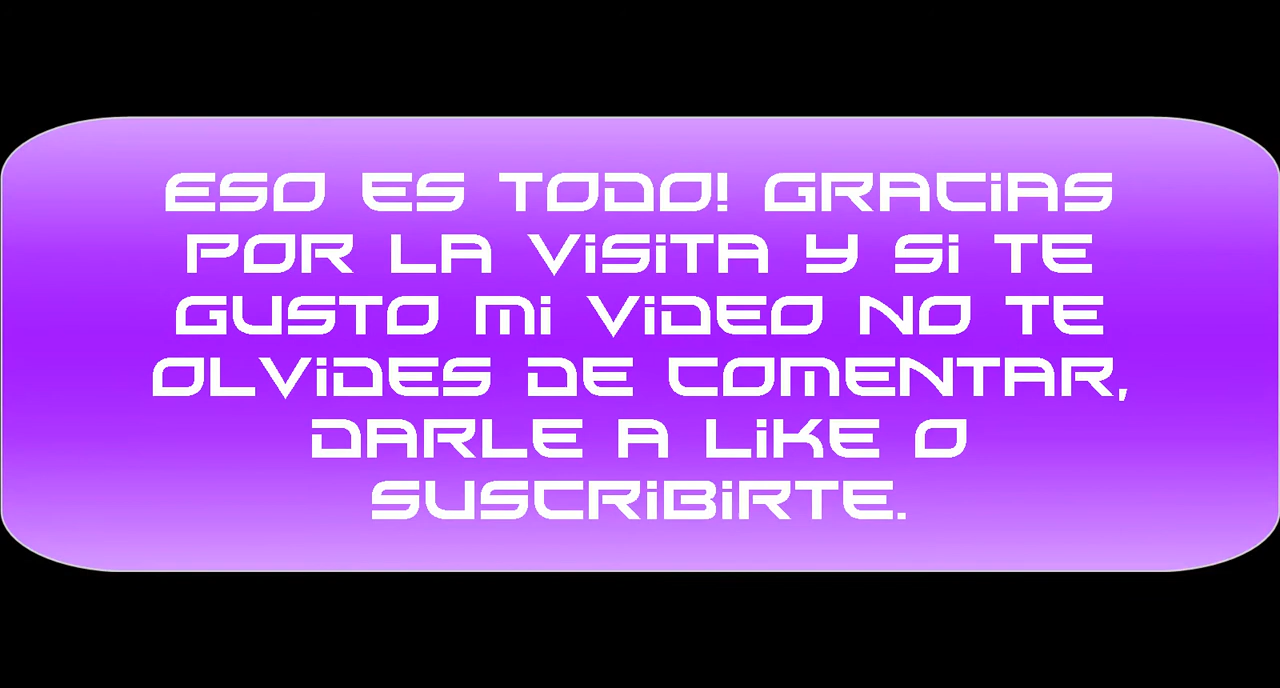 ESO ES TODO! GRACiAS
POR LA ViSiTA Y Si TE
GUSTO Mi ViDEO NO TE
OLViDES DE COMENTAR,
DARLE A LiKE O
SUSCRiBiRTE.